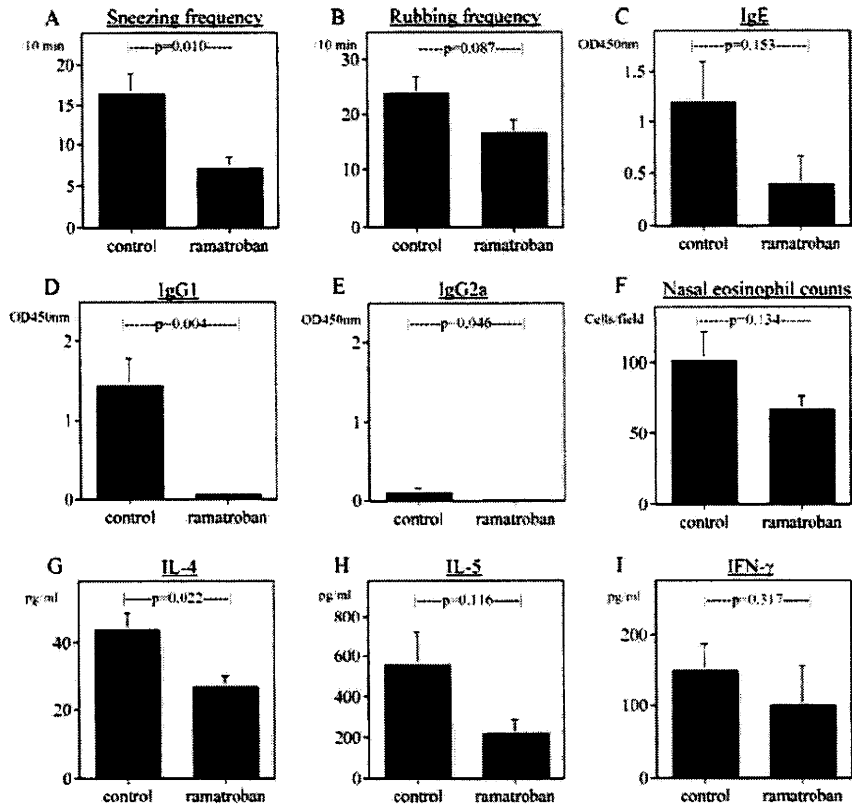 A Sneezing frequency
/10 min
p=0.010
20
15
10
5
0
control ramatroban
B Rubbing frequency
/10 min
p=0.087
30
20
10
0
control ramatroban
C IgE
OD450nm
p=0.153
1.5
1
0.5
0
control ramatroban
D IgG1
OD450nm
p=0.004
2
1
0
control ramatroban
E IgG2a
OD450nm
p=0.046
2
1
0
control ramatroban
F Nasal eosinophil counts
Cells/field
p=0.134
100
50
0
control ramatroban
G IL-4
pg/ml
p=0.022
40
20
0
control ramatroban
H IL-5
pg/ml
p=0.116
800
600
400
200
0
control ramatroban
I IFN-γ
pg/ml
p=0.317
200
100
0
control ramatroban